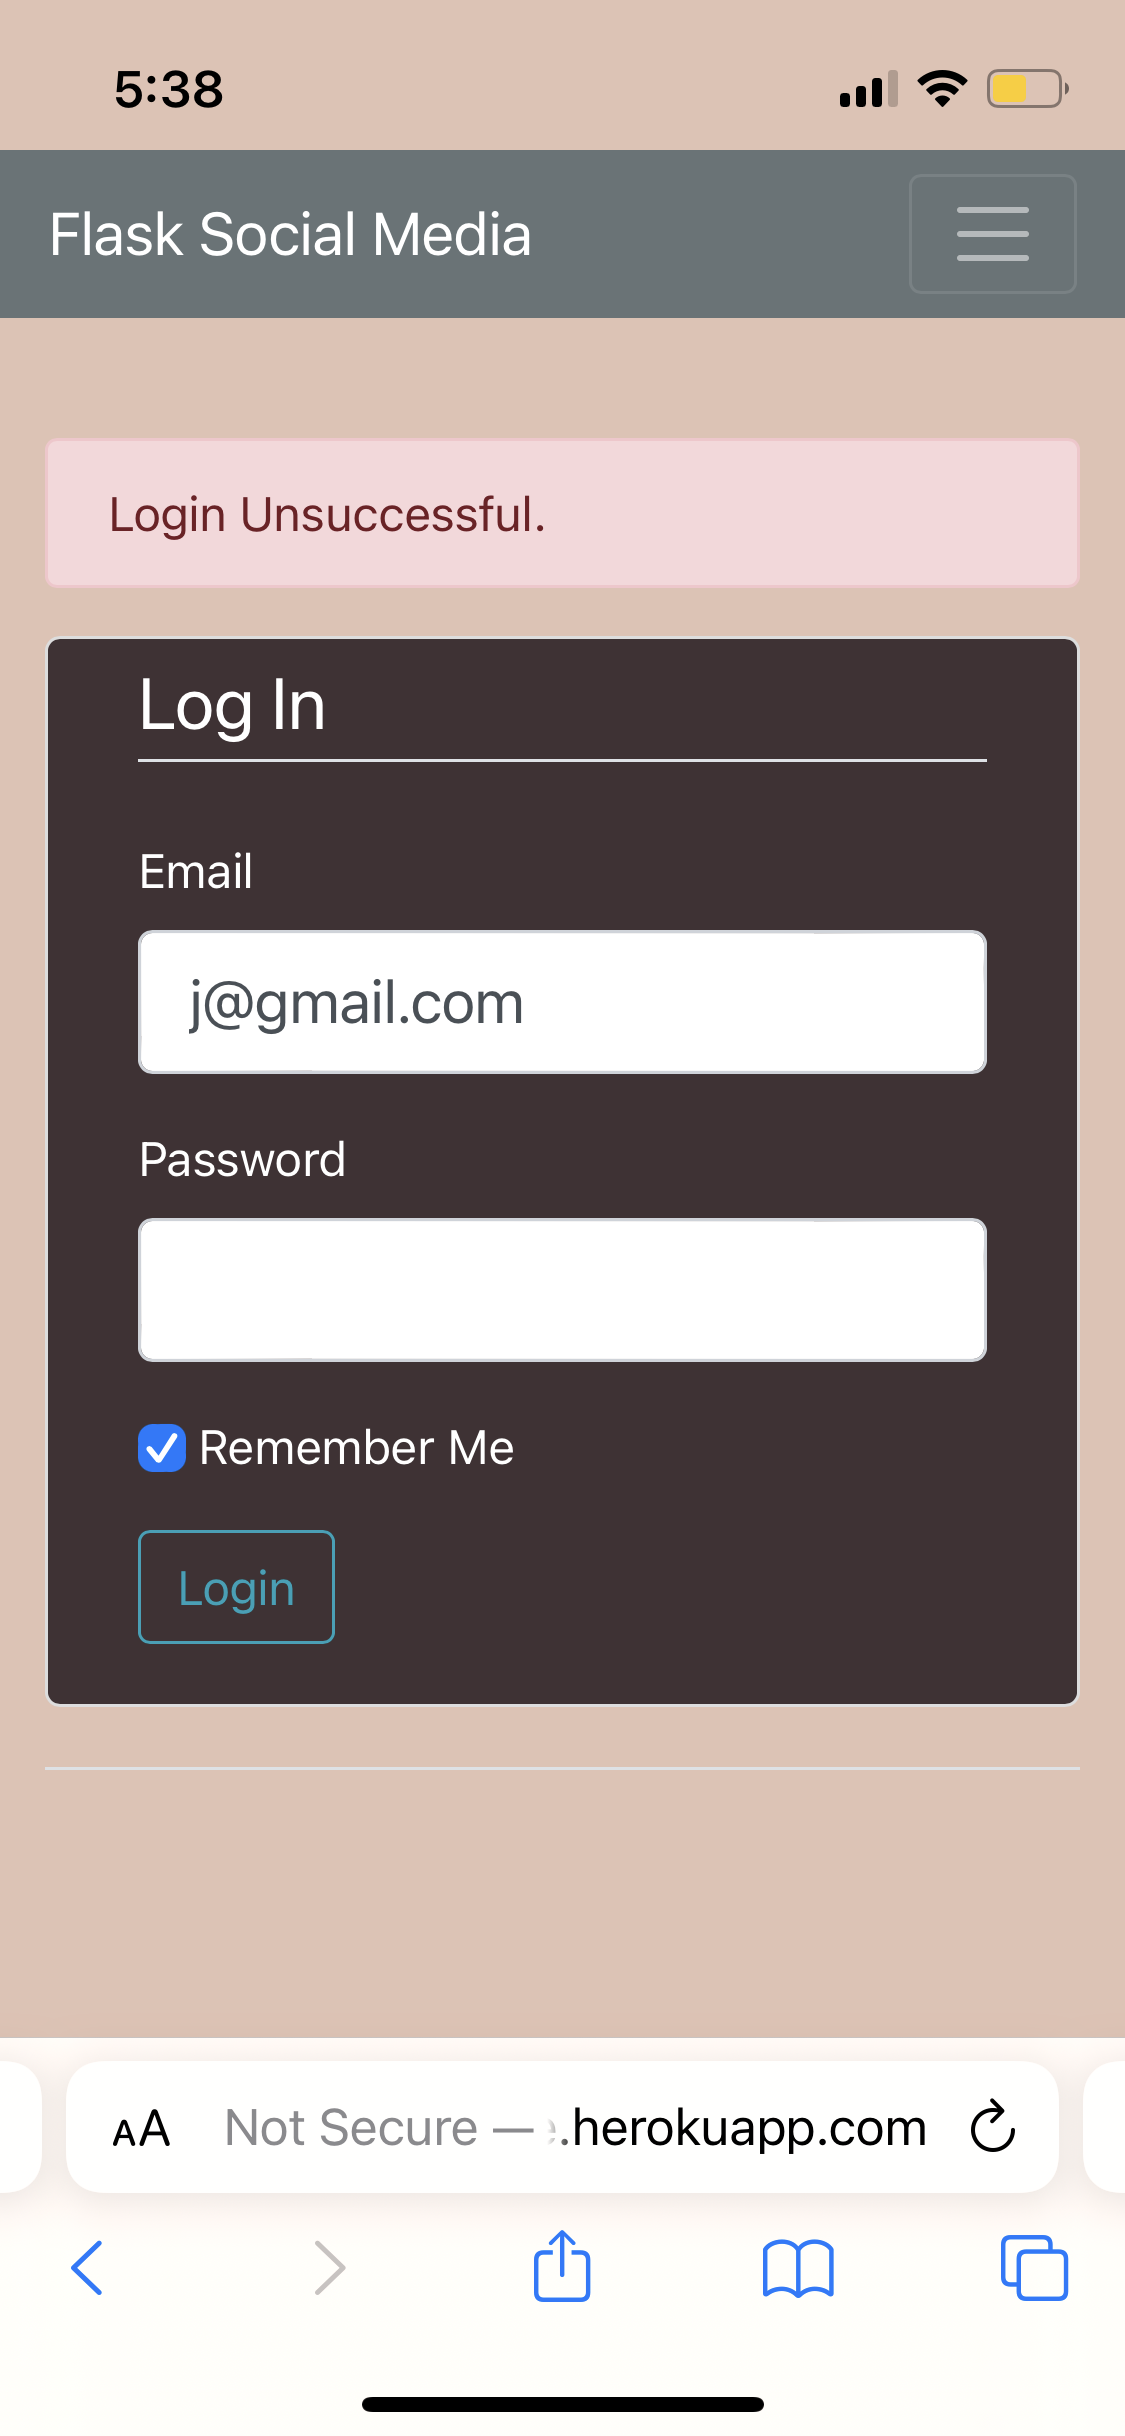 5:38
Flask Social Media
Login Unsuccessful.
Log In
Email
j@gmail.com
Password
Remember Me
Login
AA Not Secure — .herokuapp.com